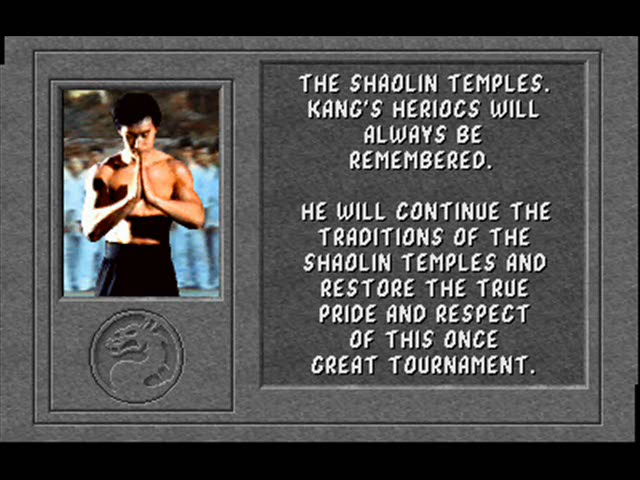 THE SHAOLIN TEMPLES.
KANG'S HERIOCS WILL
ALWAYS BE
REMEMBERED.
HE WILL CONTINUE THE
TRADITIONS OF THE
SHAOLIN TEMPLES AND
RESTORE THE TRUE
PRIDE AND RESPECT
OF THIS ONCE
GREAT TOURNAMENT.